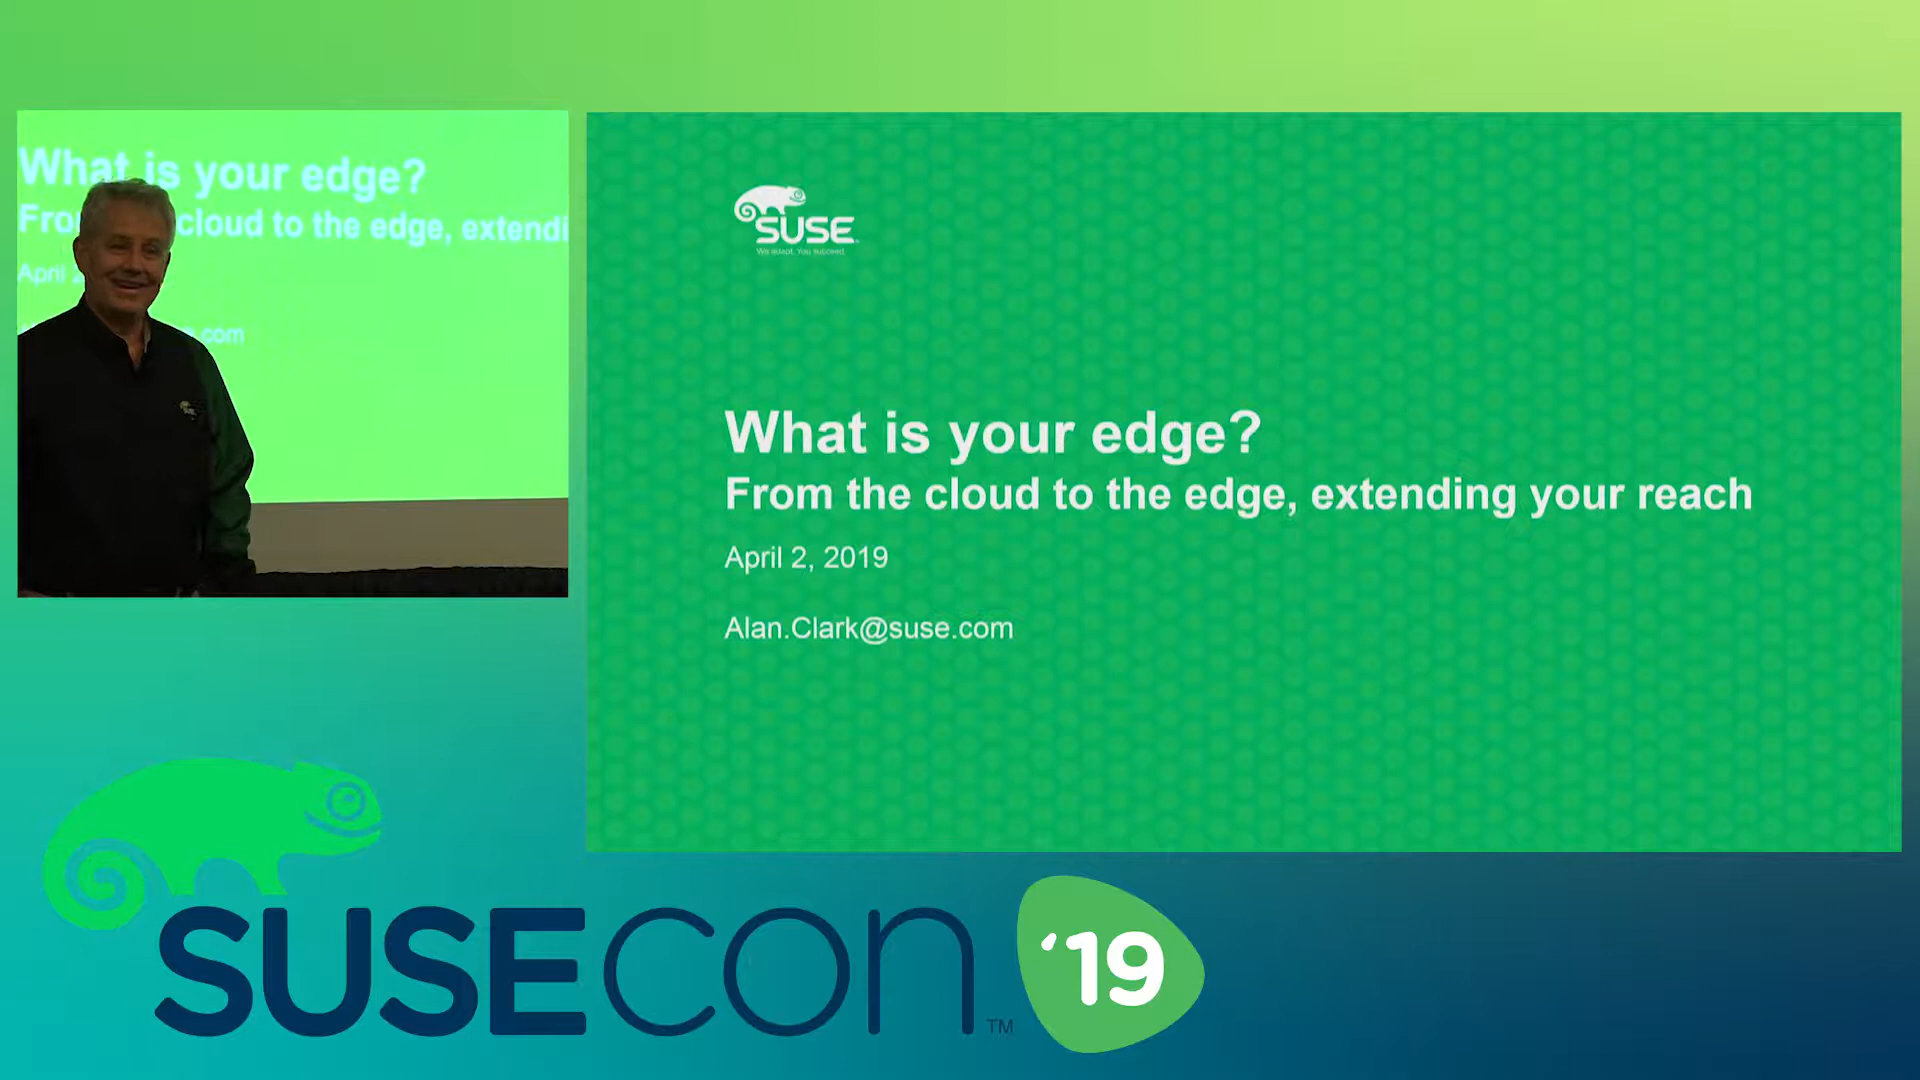 What is your edge?
cloud to the edge, extendi
April
com
SUSE
SUSE
We adapt. You succeed.
What is your edge?
From the cloud to the edge, extending your reach
April 2, 2019
Alan.Clark@suse.com
SUSECON ™ '19